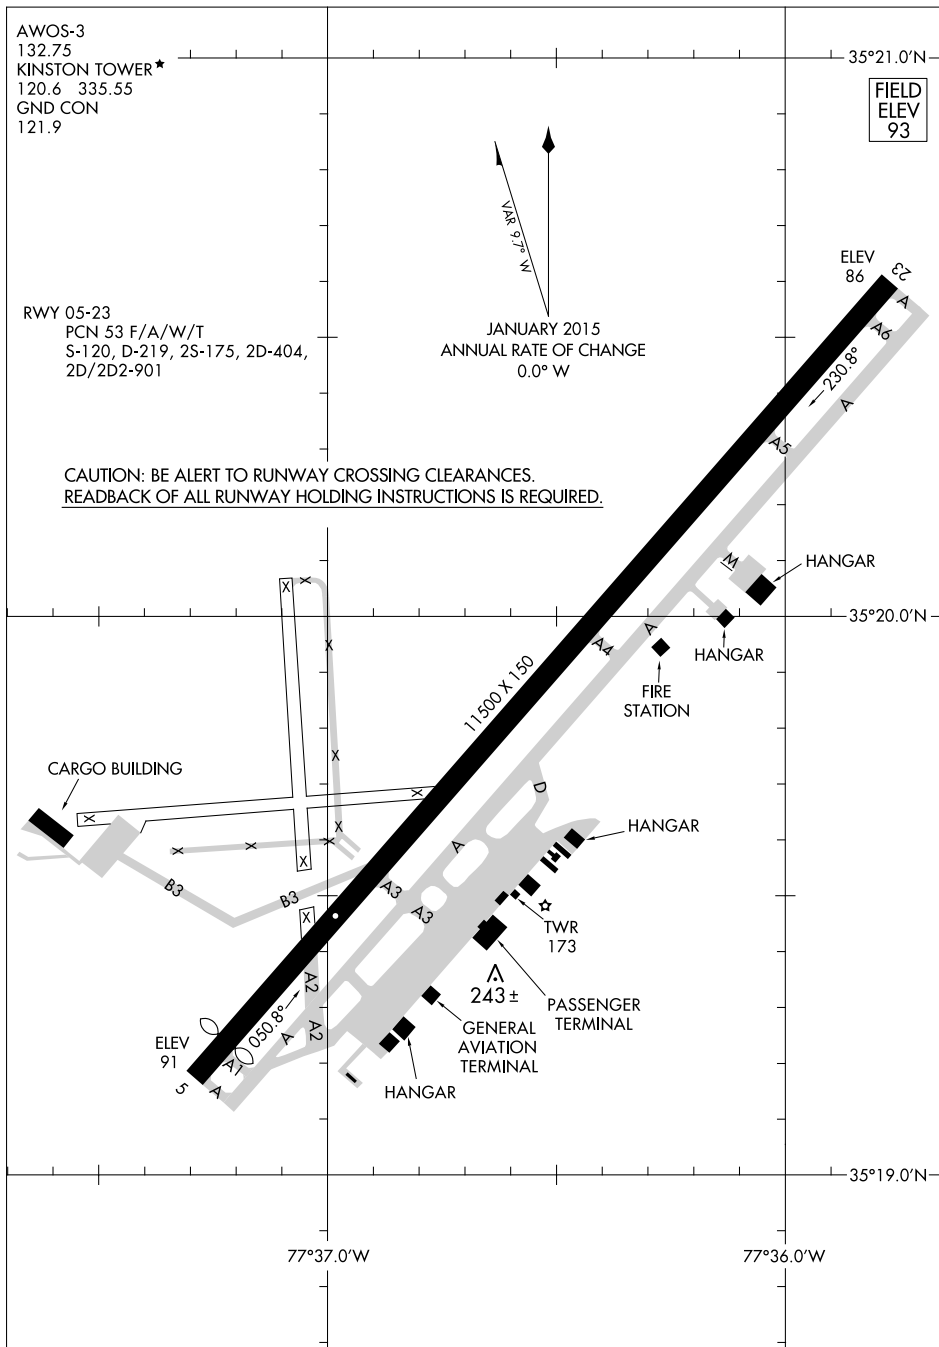 AWOS-3
132.75
KINSTON TOWER★
120.6 335.55
GND CON
121.9
35°21.0'N
FIELD
ELEV
93
VAR 9.7° W
JANUARY 2015
ANNUAL RATE OF CHANGE
0.0° W
RWY 05-23
PCN 53 F/A/W/T
S-120, D-219, 2S-175, 2D-404,
2D/2D2-901
ELEV
86
23
A
A6
230.8°
A
A5
CAUTION: BE ALERT TO RUNWAY CROSSING CLEARANCES.
READBACK OF ALL RUNWAY HOLDING INSTRUCTIONS IS REQUIRED.
M
HANGAR
X
X
35°20.0'N
A
A4
X
HANGAR
FIRE
STATION
11500 X 150
X
CARGO BUILDING
D
X
X
X
HANGAR
X
X
X
A
X
B3
B3
A3
A3
X
TWR
173
A2
243±
PASSENGER
TERMINAL
050.8°
A2
A
GENERAL
AVIATION
TERMINAL
ELEV
91
A1
HANGAR
5
A
35°19.0'N
77°37.0'W
77°36.0'W